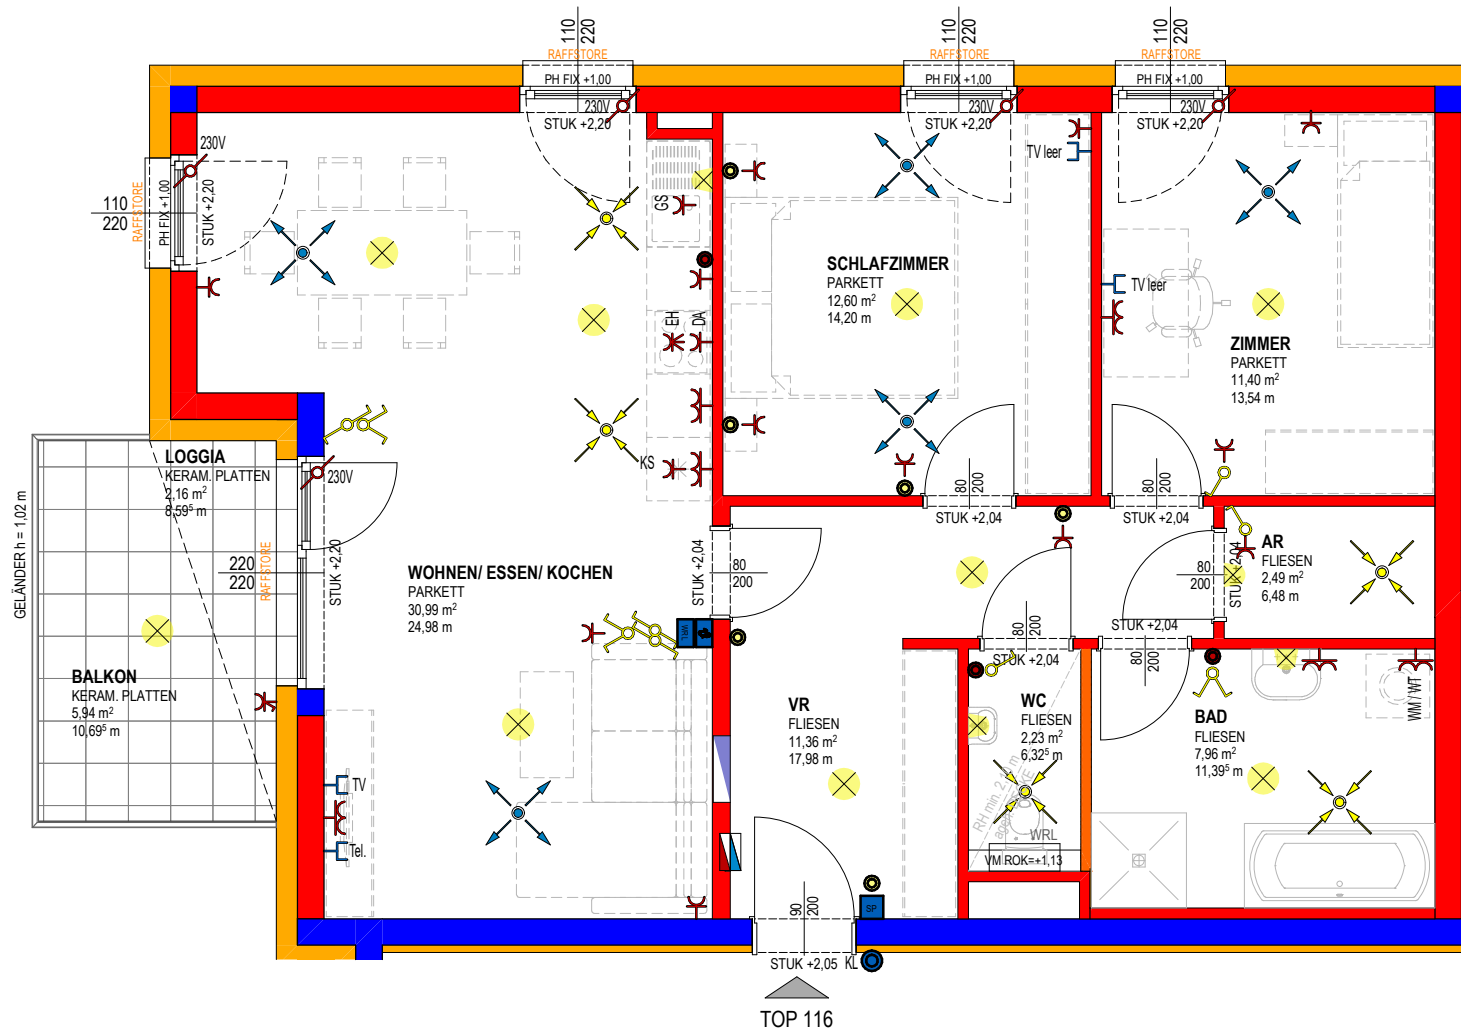 110
220
RAFFSTORE
PH FIX +1,00
230V
STUK +2,20
110
220
RAFFSTORE
PH FIX +1,00
230V
STUK +2,20
110
220
RAFFSTORE
PH FIX +1,00
230V
STUK +2,20
230V
110
220
RAFFSTORE
PH FIX +1,00
STUK +2,20
GS
EH
DA
KS
TV leer
SCHLAFZIMMER
PARKETT
12,60 m²
14,20 m
TV leer
ZIMMER
PARKETT
11,40 m²
13,54 m
LOGGIA
KERAM. PLATTEN
2,16 m²
8,59⁵ m
230V
GELÄNDER h = 1,02 m
220
220
RAFFSTORE
STUK +2,20
WOHNEN/ ESSEN/ KOCHEN
PARKETT
30,99 m²
24,98 m
STUK +2,04
80
200
80
200
STUK +2,04
80
200
STUK +2,04
80
200
STUK +2,04
AR
FLIESEN
2,49 m²
6,48 m
80
200
STUK +2,04
STUK +2,04
80
200
WRL
BALKON
KERAM. PLATTEN
5,94 m²
10,69⁵ m
VR
FLIESEN
11,36 m²
17,98 m
WC
FLIESEN
2,23 m²
6,32⁵ m
BAD
FLIESEN
7,96 m²
11,39⁵ m
WM / WT
TV
Tel.
RH min.
WRL
VM ROK=+1,13
90
200
SP
STUK +2,05
KL
TOP 116